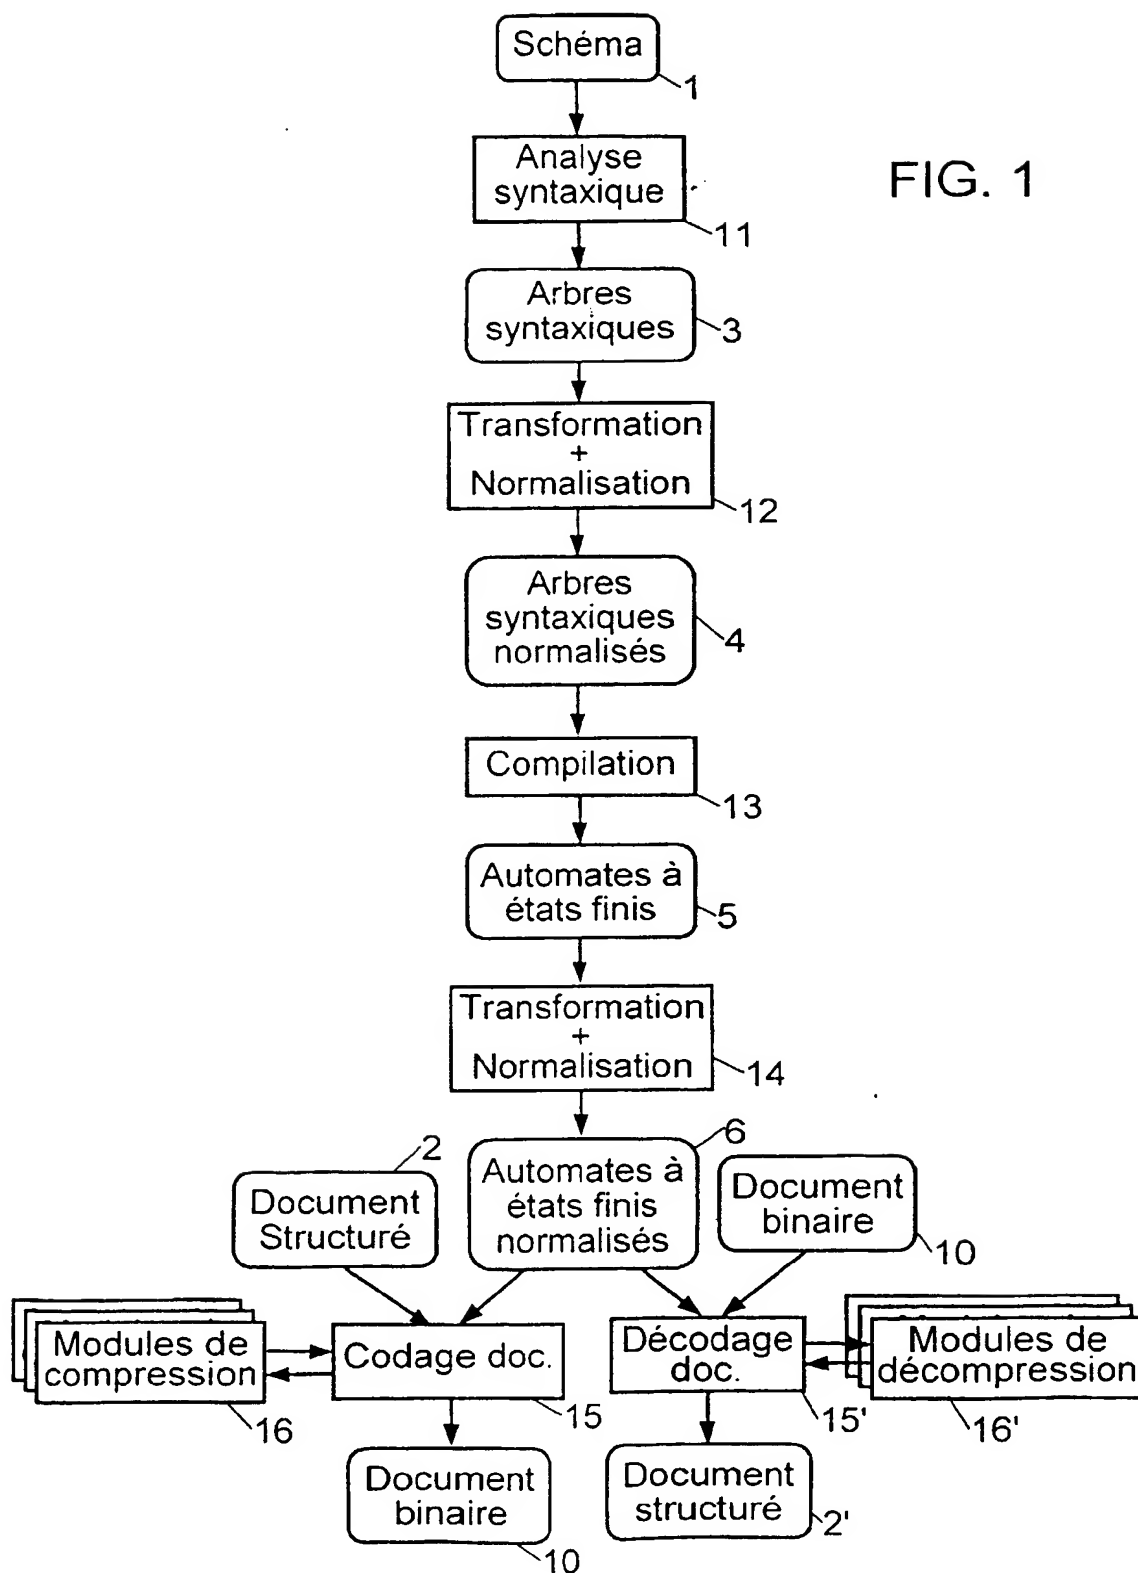 Schéma
1
Analyse
syntaxique
11
FIG. 1
Arbres
syntaxiques
3
Transformation
+
Normalisation
12
Arbres
syntaxiques
normalisés
4
Compilation
13
Automates à
états finis
5
Transformation
+
Normalisation
14
2
Document
Structuré
6
Automates à
états finis
normalisés
Document
binaire
10
Modules de
compression
16
Codage doc.
15
Décodage
doc.
15'
Modules de
décompression
16'
Document
binaire
10
Document
structuré
2'